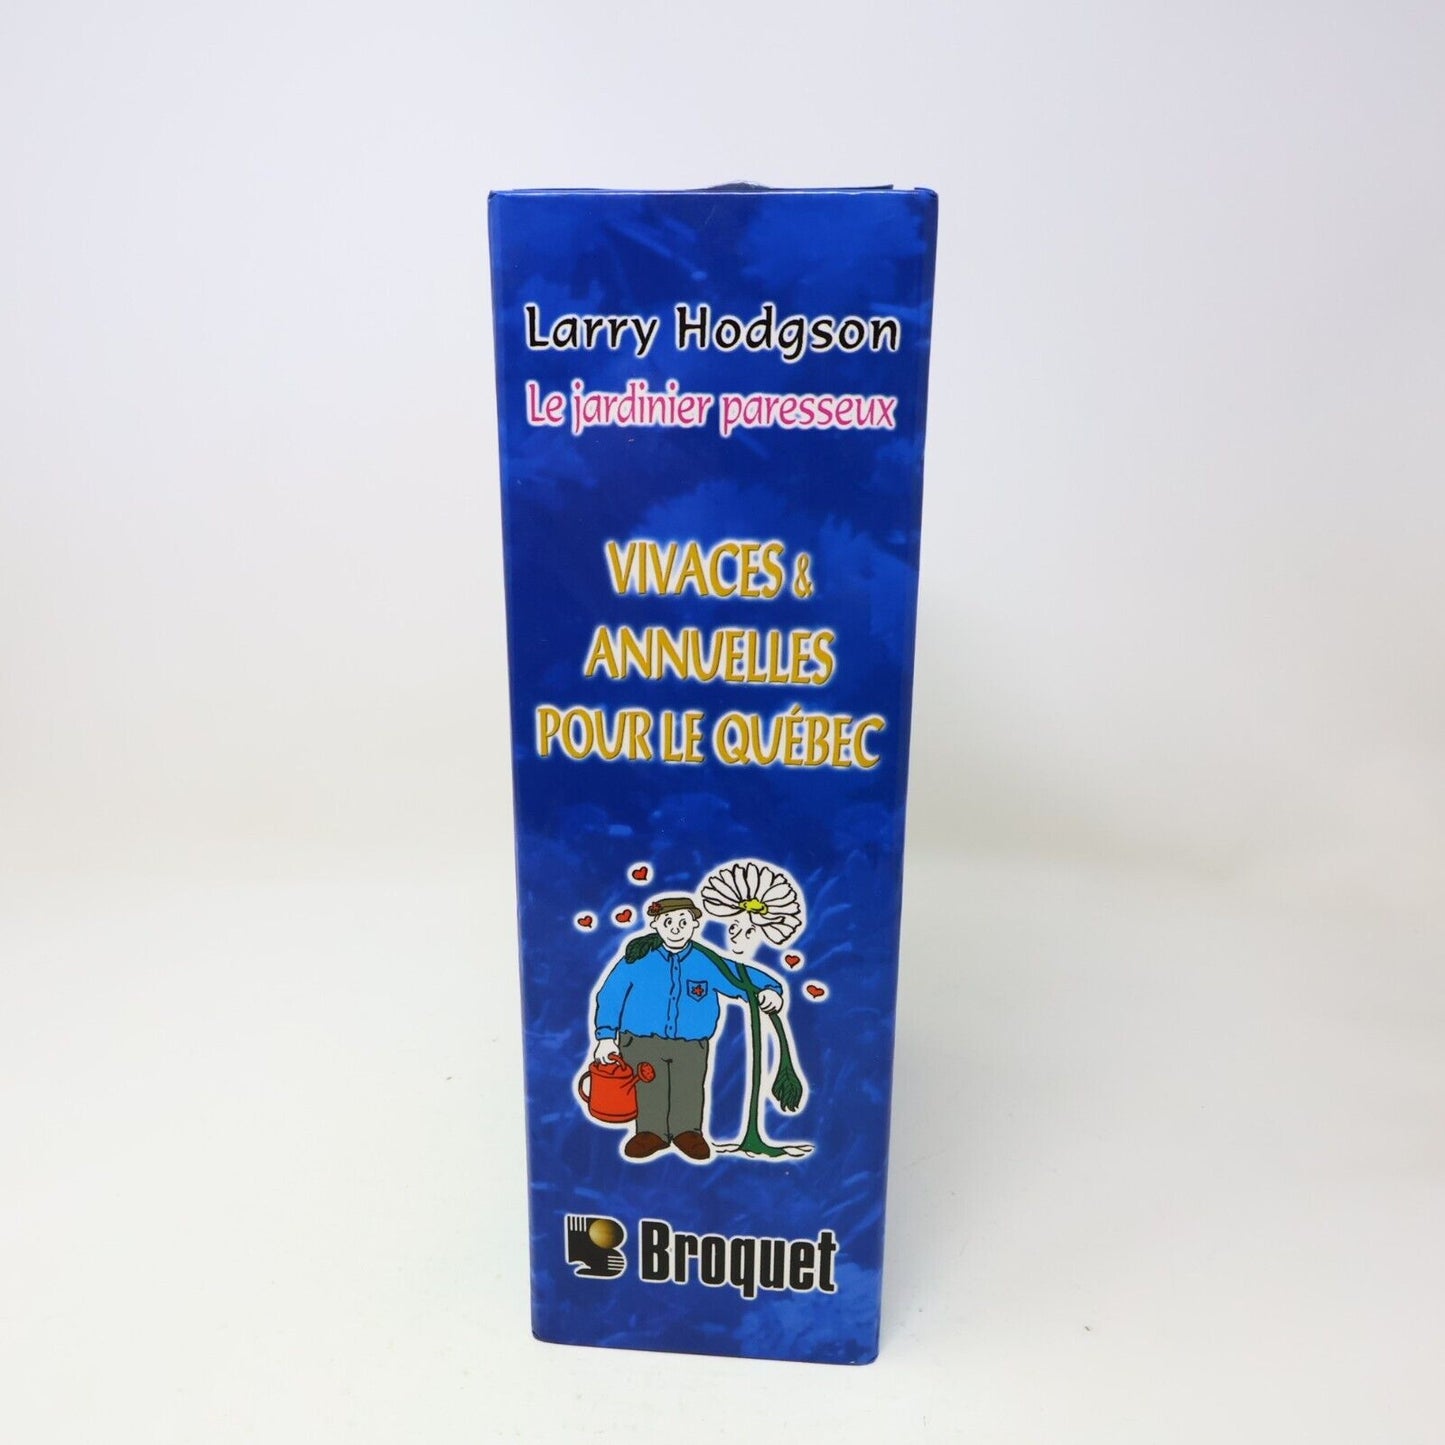 Larry Hodgson
Le jardinier paresseux
VIVACES &
ANNUELLES
POUR LE QUÉBEC
Broquet